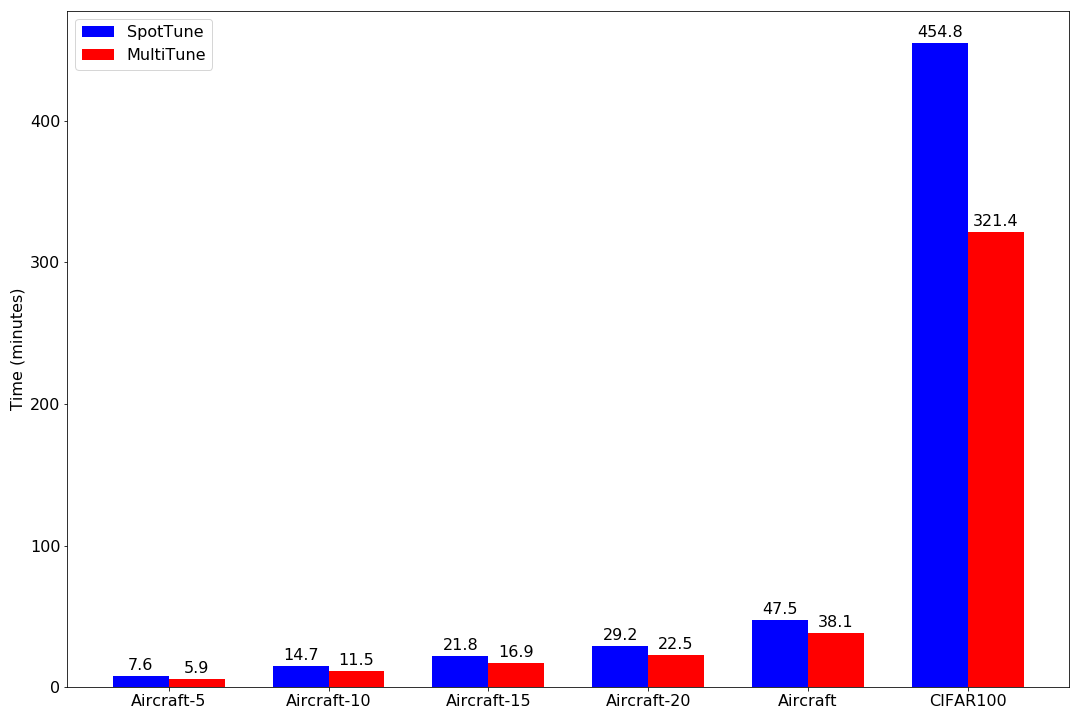 SpotTune
MultiTune
Time (minutes)
400
300
200
100
0
7.6
5.9
14.7
11.5
21.8
16.9
29.2
22.5
47.5
38.1
454.8
321.4
Aircraft-5
Aircraft-10
Aircraft-15
Aircraft-20
Aircraft
CIFAR100